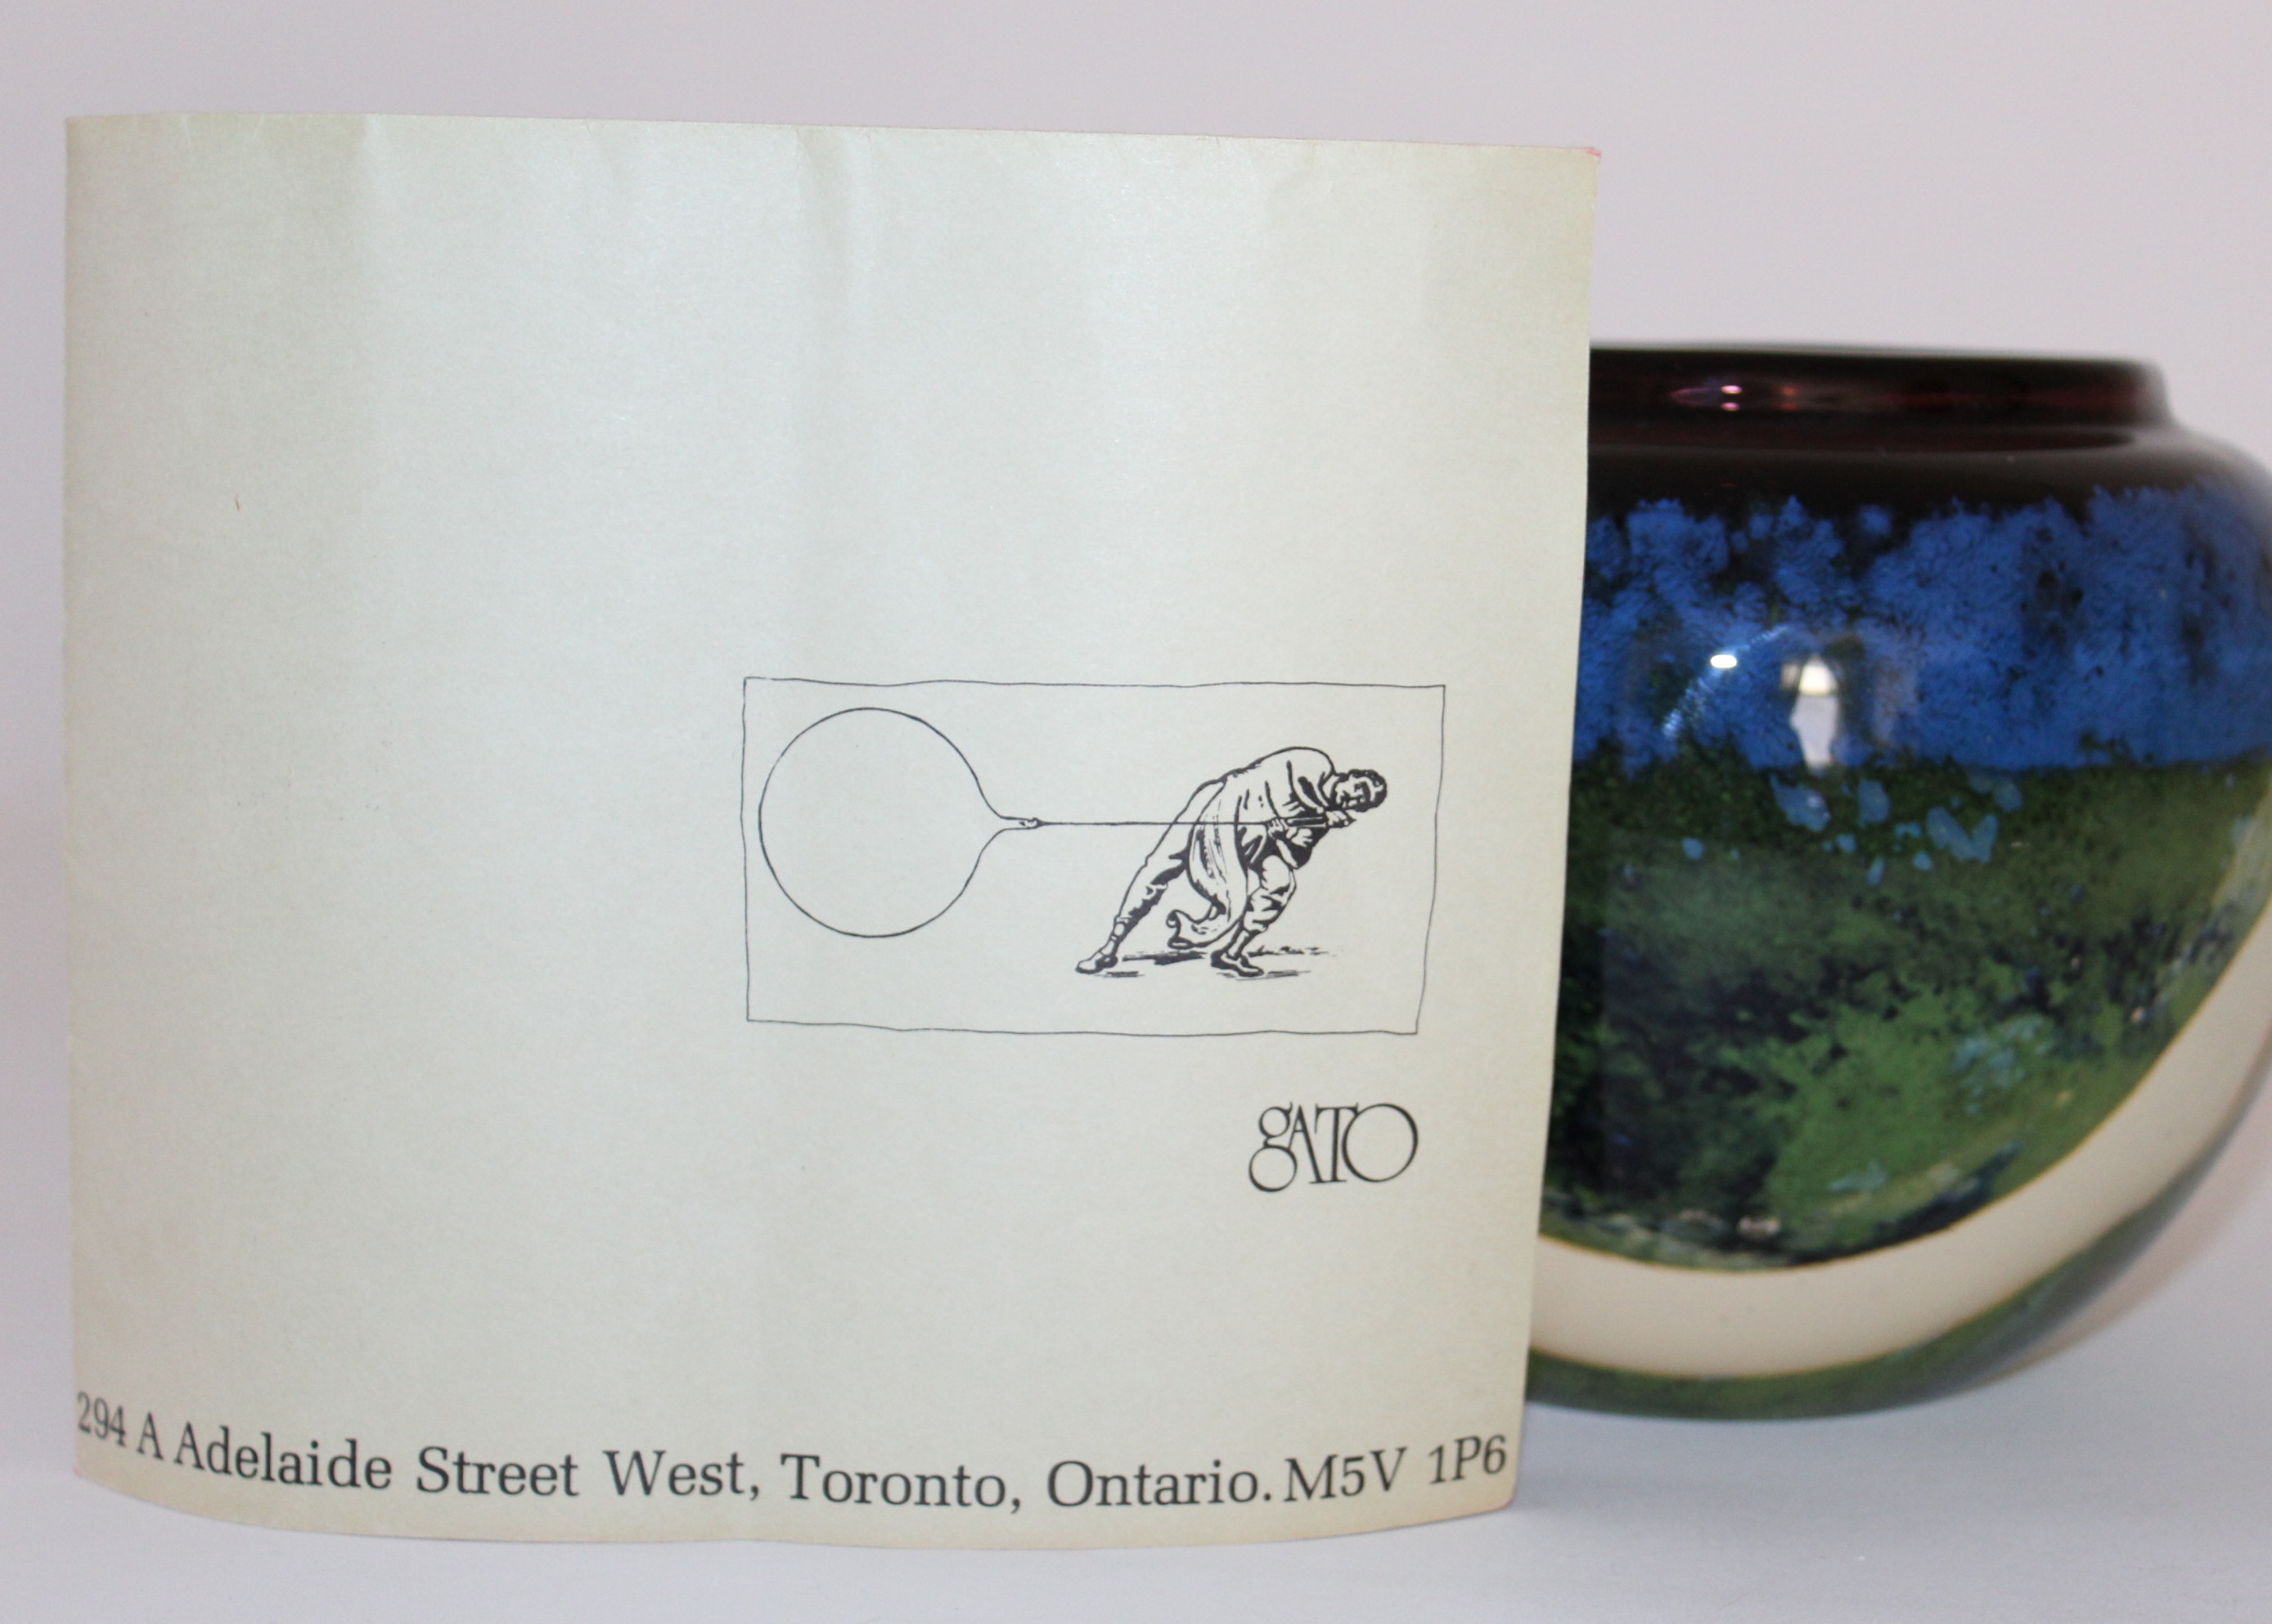 gATO
294 A Adelaide Street West, Toronto, Ontario. M5V 1P6